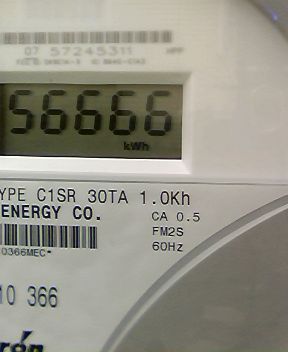 07 57245311
56666
kWh
YPE C1SR 30TA 1.0Kh
ENERGY CO.
CA 0.5
FM2S
60Hz
0366MEC*
10 366
rón